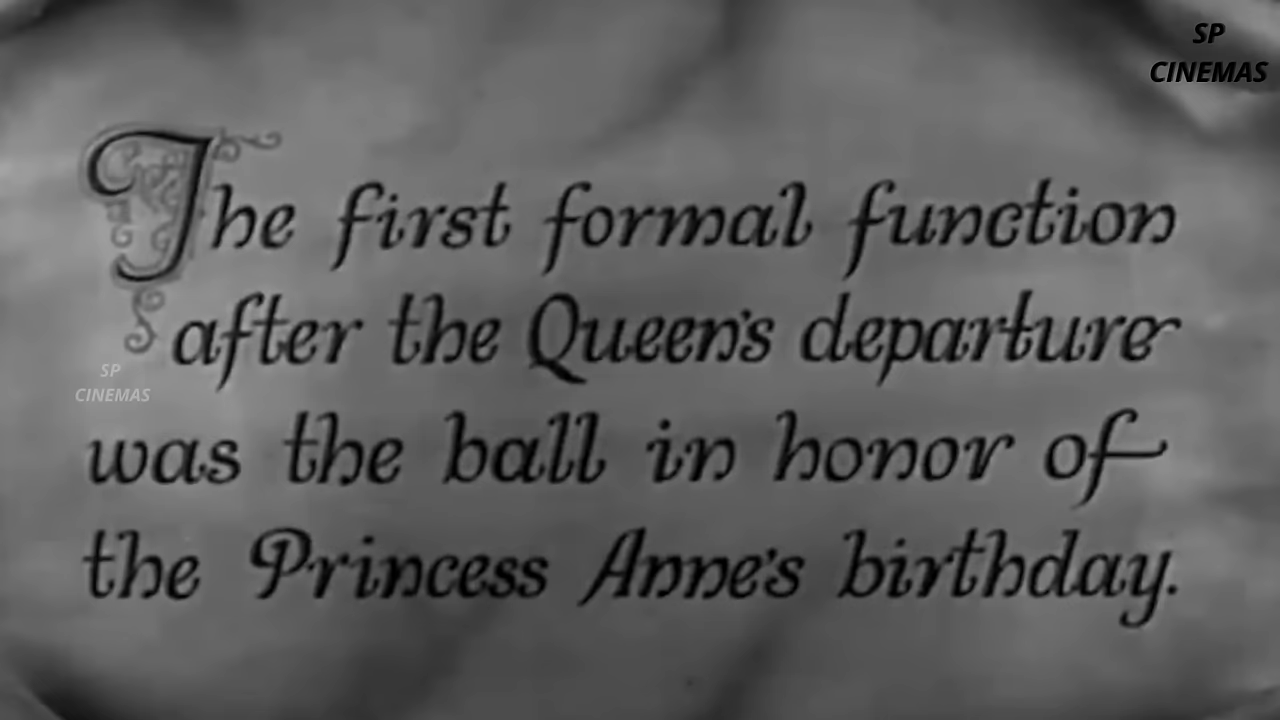 SP
CINEMAS
The first formal function
after the Queen's departure
SP
CINEMAS
was the ball in honor of
the Princess Anne's birthday.